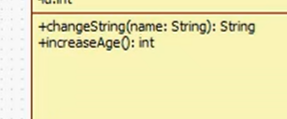 +changeString(name: String): String
+increaseAge(): int